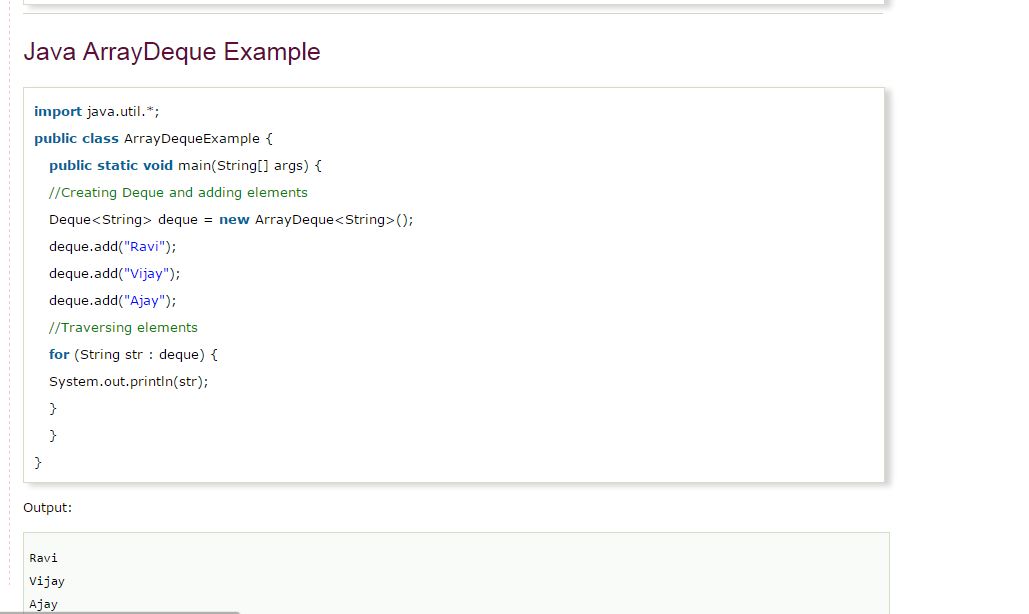 Java ArrayDeque Example
import java.util.*;
public class ArrayDequeExample {
public static void main(String[] args) {
//Creating Deque and adding elements
Deque<String> deque = new ArrayDeque<String>();
deque.add("Ravi");
deque.add("Vijay");
deque.add("Ajay");
//Traversing elements
for (String str : deque) {
System.out.println(str);
}
}
}
Output:
Ravi
Vijay
Ajay